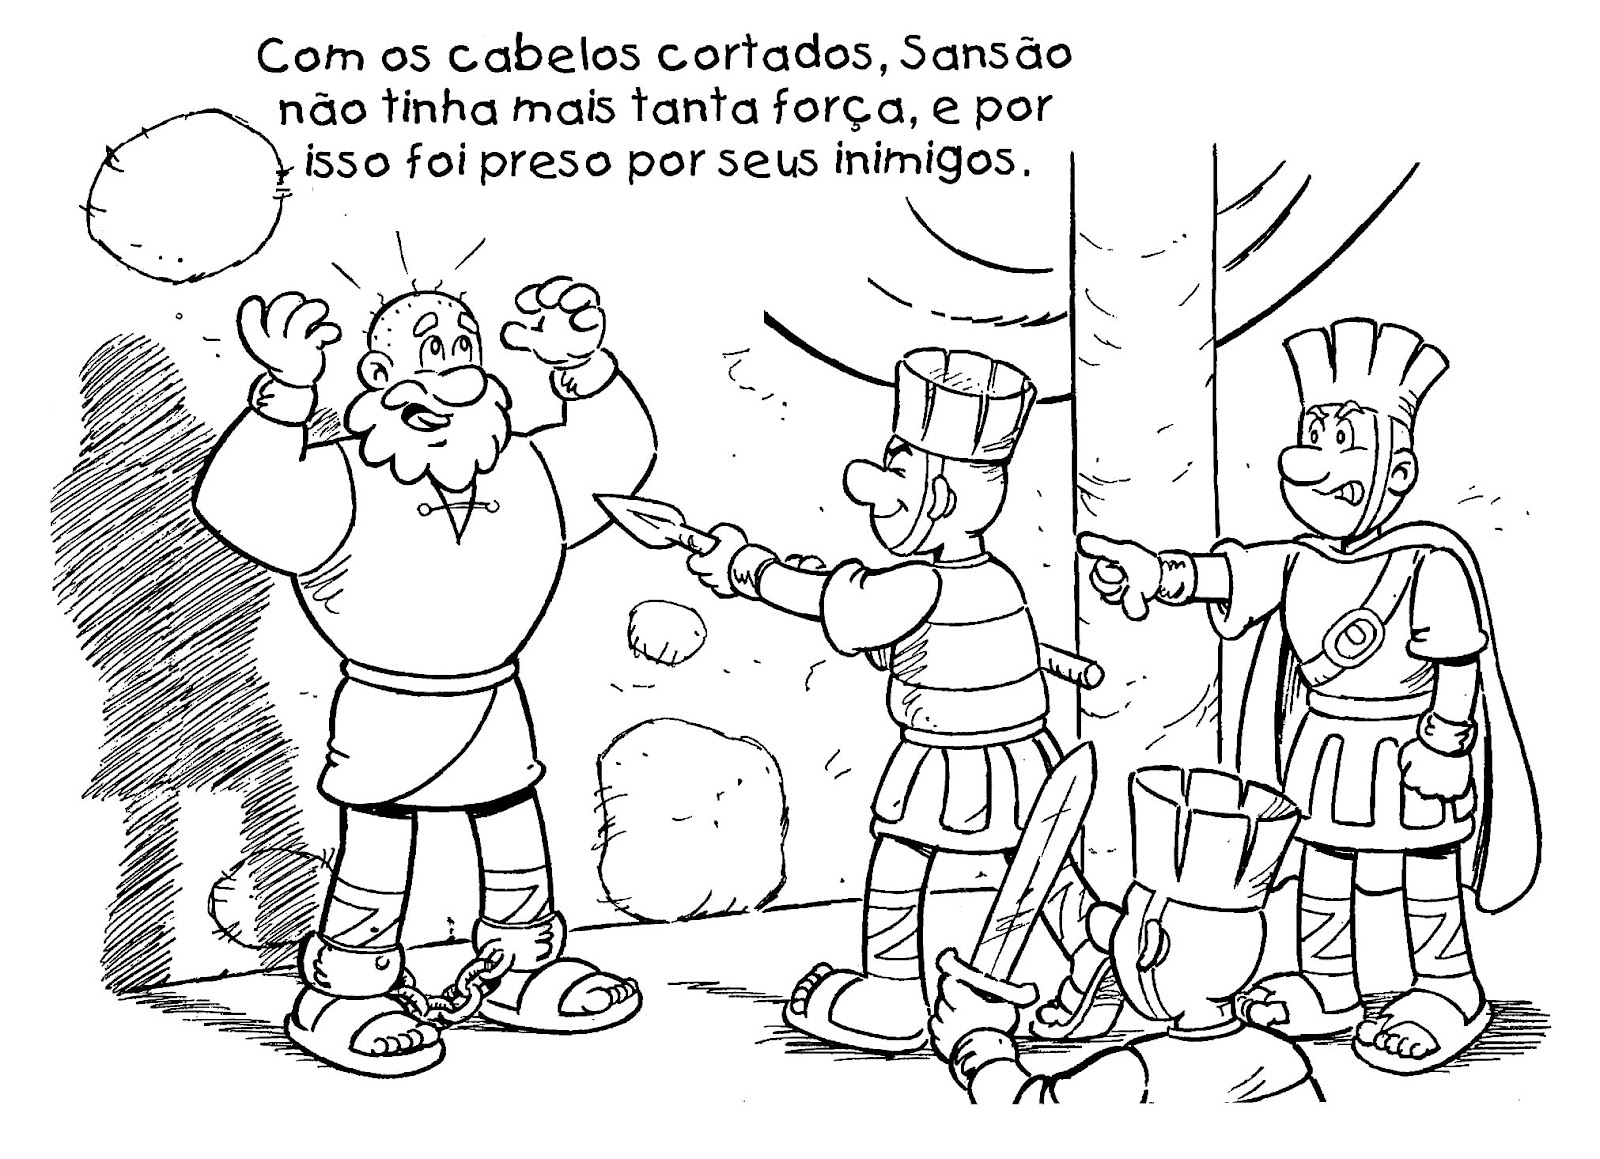 Com os cabelos cortados, Sansão
não tinha mais tanta força, e por
isso foi preso por seus inimigos.